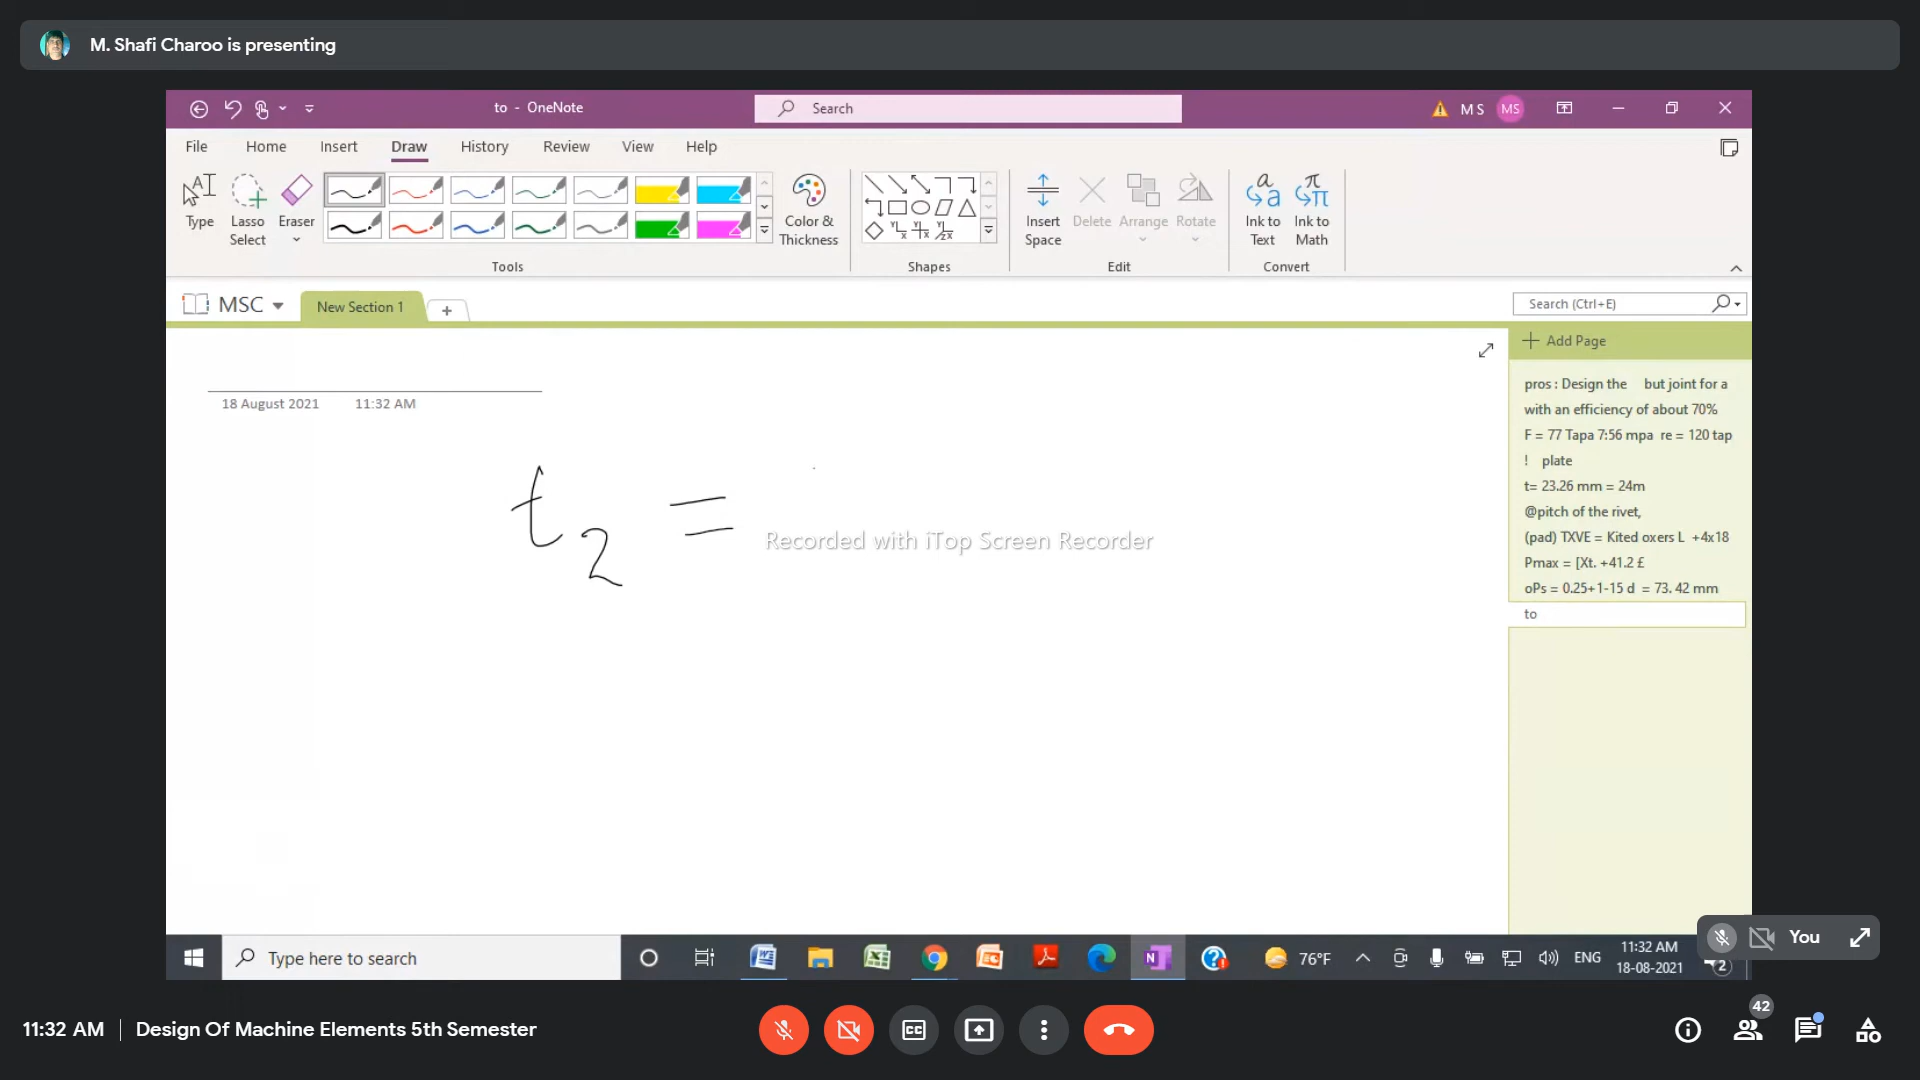 M. Shafi Charoo is presenting
to - OneNote
Search
M S
MS
File Home Insert Draw History Review View Help
Type
Lasso Select
Eraser
Color & Thickness
Insert Space
Delete
Arrange
Rotate
Ink to Text
Ink to Math
Tools
Shapes
Edit
Convert
MSC
New Section 1
Search (Ctrl+E)
Add Page
18 August 2021 11:32 AM
t2 =
Recorded with iTop Screen Recorder
pros : Design the but joint for a
with an efficiency of about 70%
F = 77 Tapa 7:56 mpa re = 120 tap
! plate
t= 23.26 mm = 24m
@pitch of the rivet,
(pad) TXVE = Kited oxers L +4x18
Pmax = [Xt. +41.2 £
oPs = 0.25+1-15 d = 73. 42 mm
to
You
Type here to search
76°F
ENG
11:32 AM
18-08-2021
2
11:32 AM | Design Of Machine Elements 5th Semester
CC
42